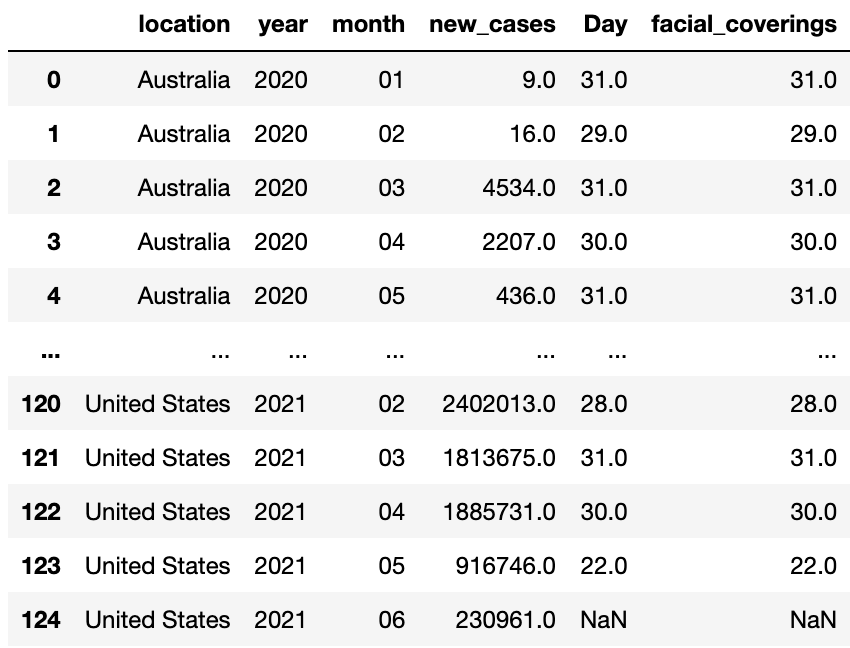 location year month new_cases Day facial_coverings
0 Australia 2020 01 9.0 31.0 31.0
1 Australia 2020 02 16.0 29.0 29.0
2 Australia 2020 03 4534.0 31.0 31.0
3 Australia 2020 04 2207.0 30.0 30.0
4 Australia 2020 05 436.0 31.0 31.0
... ... ... ... ... ... ...
120 United States 2021 02 2402013.0 28.0 28.0
121 United States 2021 03 1813675.0 31.0 31.0
122 United States 2021 04 1885731.0 30.0 30.0
123 United States 2021 05 916746.0 22.0 22.0
124 United States 2021 06 230961.0 NaN NaN